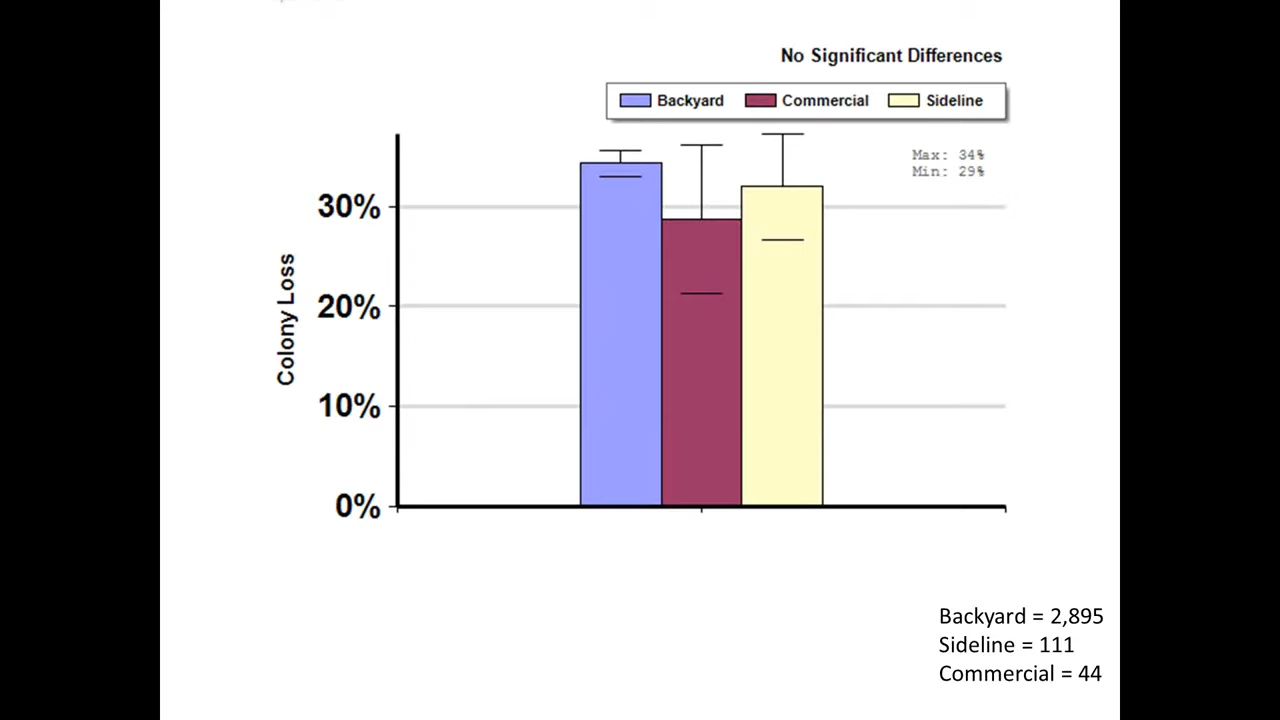 No Significant Differences
Backyard Commercial Sideline
Max: 34%
Min: 29%
30%
20%
10%
0%
Colony Loss
Backyard = 2,895
Sideline = 111
Commercial = 44